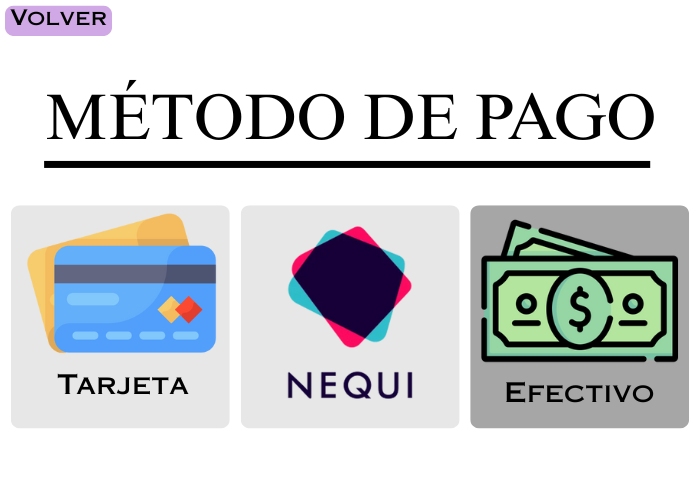 VOLVER
MÉTODO DE PAGO
TARJETA
NEQUI
$
EFECTIVO